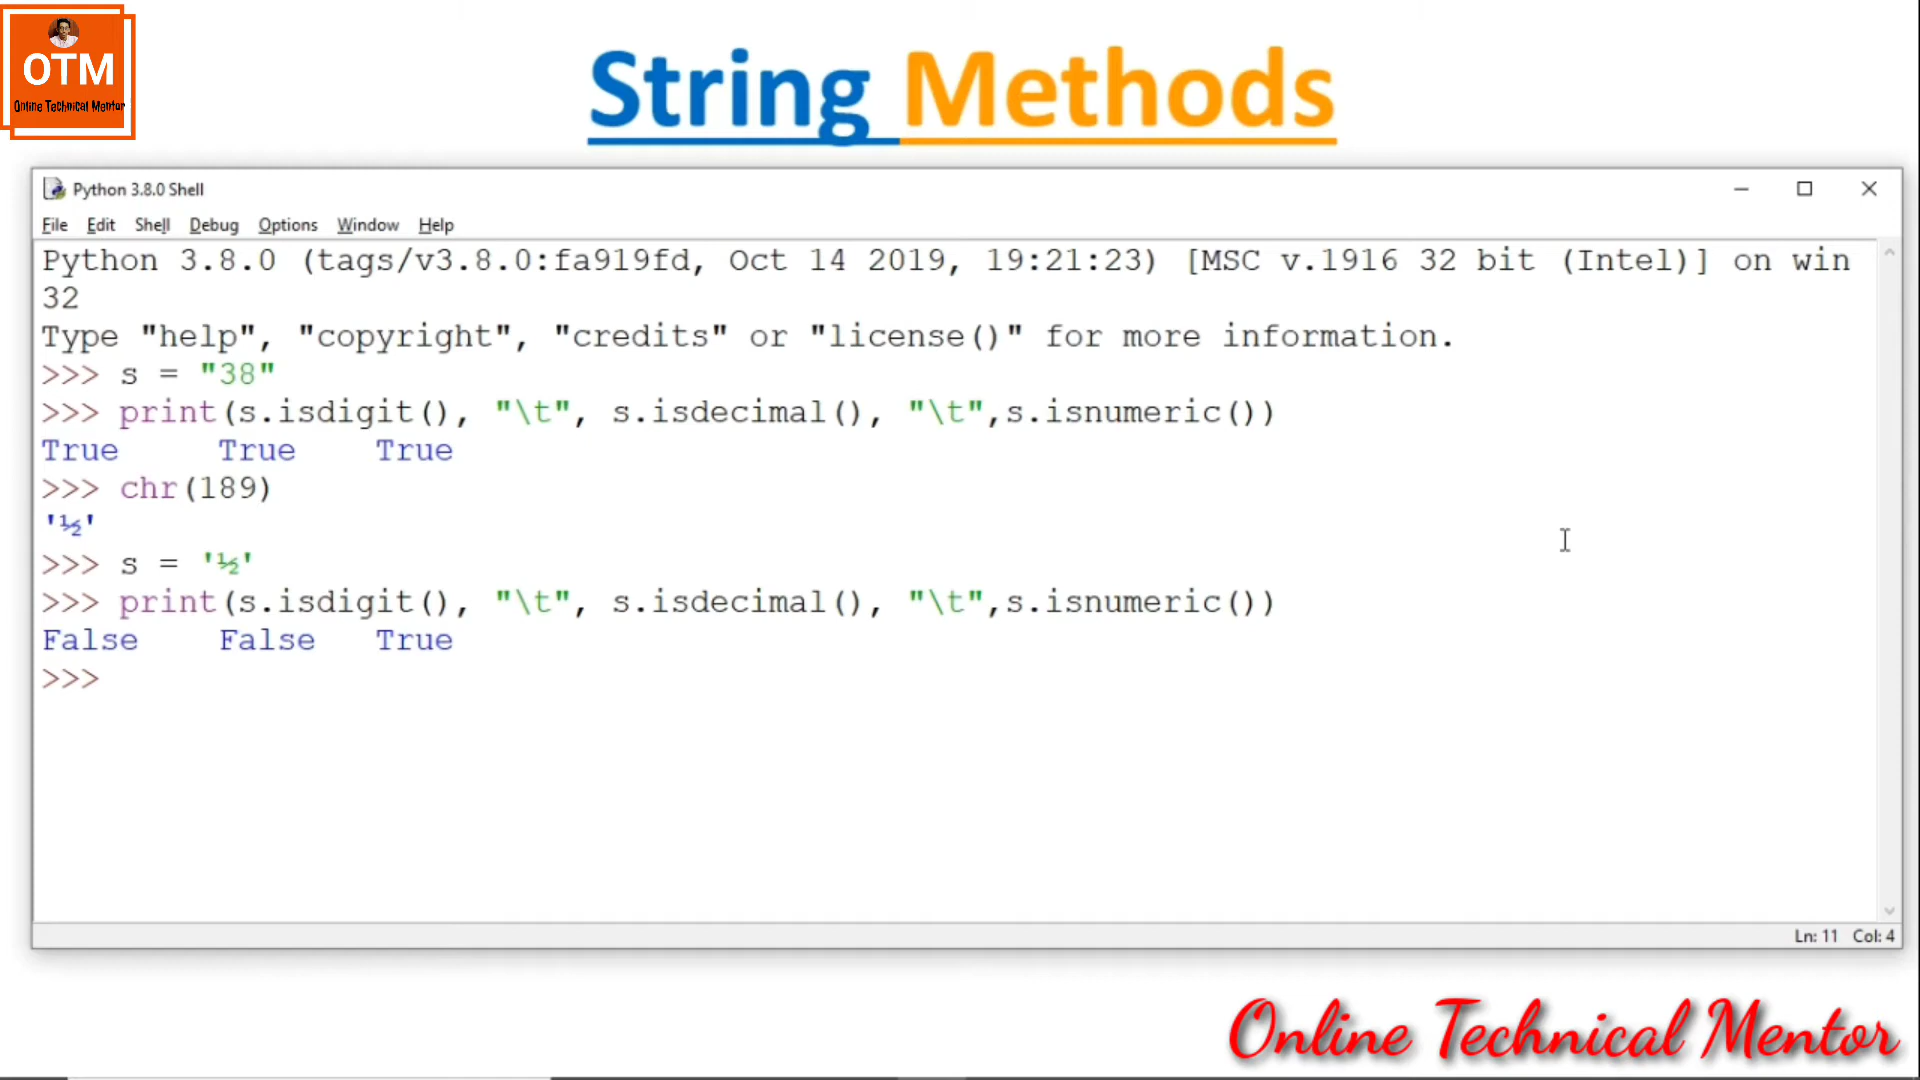 OTM
Online Technical Mentor
String Methods
Python 3.8.0 Shell
File Edit Shell Debug Options Window Help
Python 3.8.0 (tags/v3.8.0:fa919fd, Oct 14 2019, 19:21:23) [MSC v.1916 32 bit (Intel)] on win
32
Type "help", "copyright", "credits" or "license()" for more information.
>>> s = "38"
>>> print(s.isdigit(), "\t", s.isdecimal(), "\t",s.isnumeric())
True True True
>>> chr(189)
'½'
>>> s = '½'
>>> print(s.isdigit(), "\t", s.isdecimal(), "\t",s.isnumeric())
False False True
>>>
Ln: 11 Col: 4
Online Technical Mentor